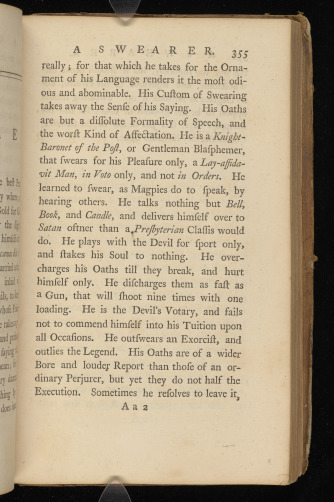 A SWEARER. 355
really; for that which he takes for the Orna-
ment of his Language renders it the moſt odi-
ous and abominable. His Cuſtom of Swearing
takes away the Senſe of his Saying. His Oaths
are but a diſſolute Formality of Speech, and
the worſt Kind of Affectation. He is a Knight-
Baronet of the Poſt, or Gentleman Blaſphemer,
that ſwears for his Pleaſure only, a Lay-affida-
vit Man, in Voto only, and not in Orders. He
learned to ſwear, as Magpies do to ſpeak, by
hearing others. He talks nothing but Bell,
Book, and Candle, and delivers himſelf over to
Satan oftner than a Preſbyterian Claſſis would
do. He plays with the Devil for ſport only,
and ſtakes his Soul to nothing. He over-
charges his Oaths till they break, and hurt
himſelf only. He diſcharges them as faſt as
a Gun, that will ſhoot nine times with one
loading. He is the Devil's Votary, and fails
not to commend himſelf into his Tuition upon
all Occaſions. He outſwears an Exorciſt, and
outlies the Legend. His Oaths are of a wider
Bore and louder Report than thoſe of an or-
dinary Perjurer, but yet they do not half the
Execution. Sometimes he reſolves to leave it,
A a 2